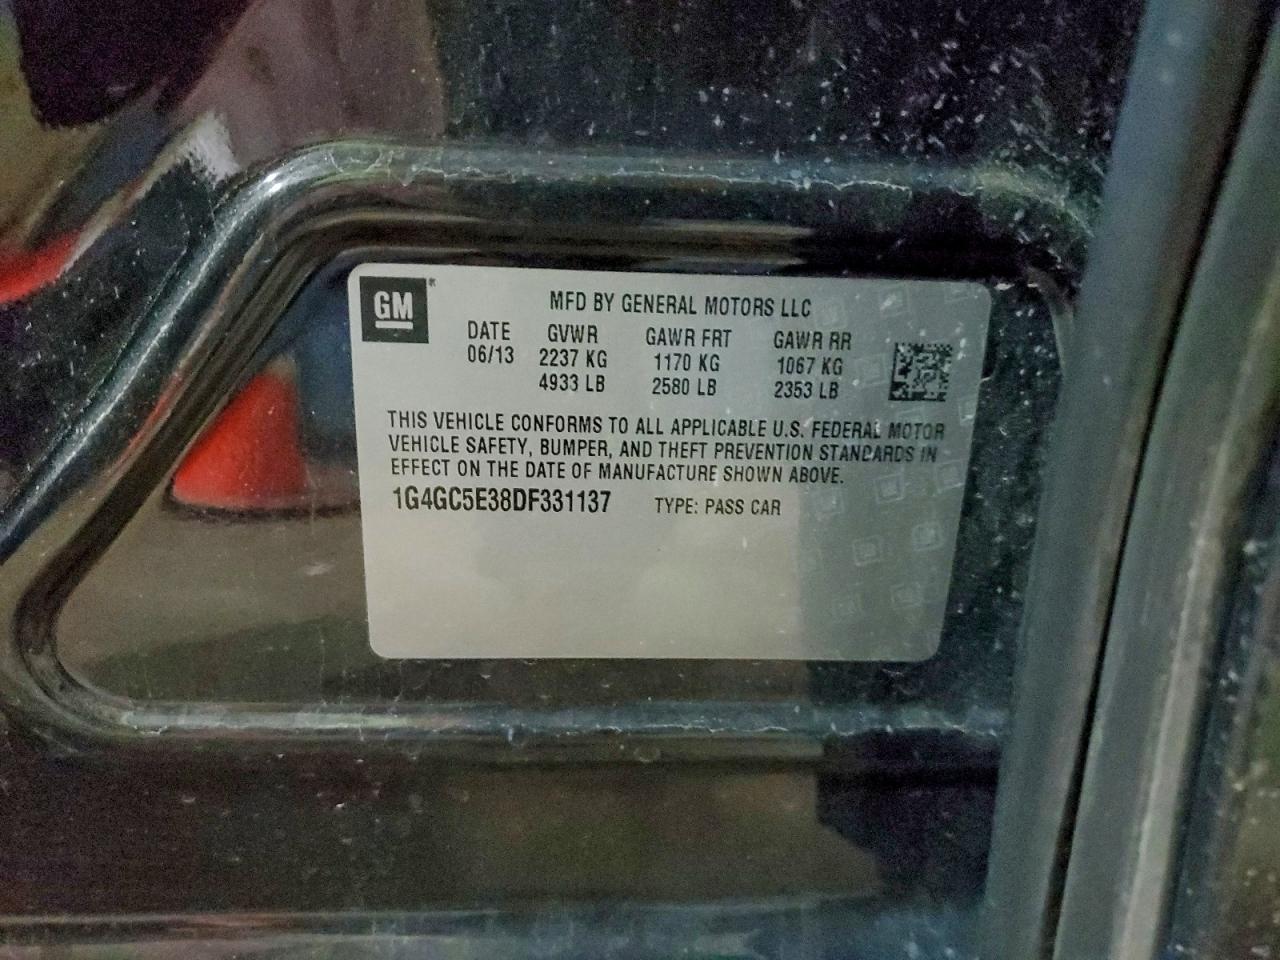 GM
MFD BY GENERAL MOTORS LLC
DATE GVWR GAWR FRT GAWR RR
06/13 2237 KG 1170 KG 1067 KG
4933 LB 2580 LB 2353 LB
THIS VEHICLE CONFORMS TO ALL APPLICABLE U.S. FEDERAL MOTOR
VEHICLE SAFETY, BUMPER, AND THEFT PREVENTION STANDARDS IN
EFFECT ON THE DATE OF MANUFACTURE SHOWN ABOVE.
1G4GC5E38DF331137 TYPE: PASS CAR